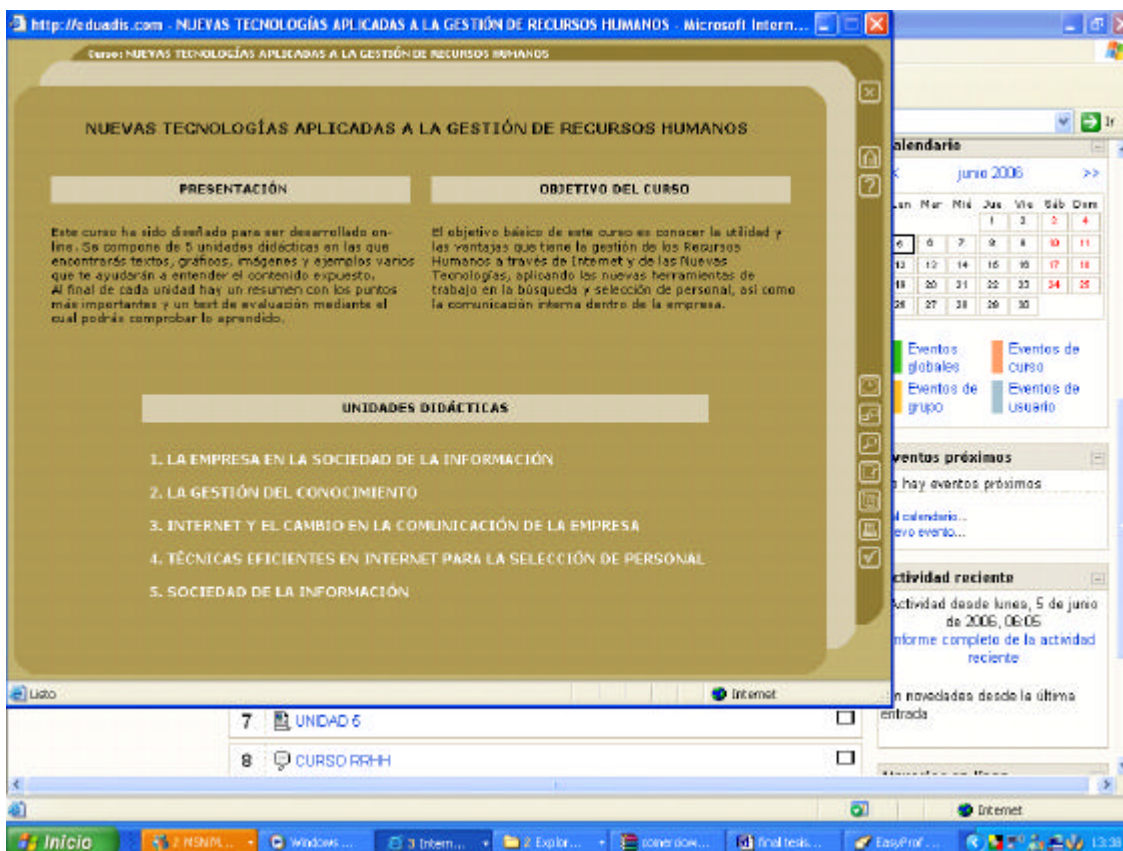 http://eduadis.com - NUEVAS TECNOLOGÍAS APLICADAS A LA GESTIÓN DE RECURSOS HUMANOS - Microsoft Intern...
Curso: NUEVAS TECNOLOGÍAS APLICADAS A LA GESTIÓN DE RECURSOS HUMANOS
NUEVAS TECNOLOGÍAS APLICADAS A LA GESTIÓN DE RECURSOS HUMANOS
PRESENTACIÓN
Este curso ha sido diseñado para ser desarrollado on-
line. Se compone de 5 unidades didácticas en las que
encontrarás textos, gráficos, imágenes y ejemplos varios
que te ayudarán a entender el contenido expuesto.
Al final de cada unidad hay un resumen con los puntos
más importantes y un test de evaluación mediante el
cual podrás comprobar lo aprendido.
OBJETIVO DEL CURSO
El objetivo básico de este curso es conocer la utilidad y
las ventajas que tiene la gestión de los Recursos
Humanos a través de Internet y de las Nuevas
Tecnologías, aplicando las nuevas herramientas de
trabajo en la búsqueda y selección de personal, así como
la comunicación interna dentro de la empresa.
UNIDADES DIDÁCTICAS
1. LA EMPRESA EN LA SOCIEDAD DE LA INFORMACIÓN
2. LA GESTIÓN DEL CONOCIMIENTO
3. INTERNET Y EL CAMBIO EN LA COMUNICACIÓN DE LA EMPRESA
4. TÉCNICAS EFICIENTES EN INTERNET PARA LA SELECCIÓN DE PERSONAL
5. SOCIEDAD DE LA INFORMACIÓN
Listo
Internet
Ir
alendario
junio 2006 >>
Lun Mar Mié Jue Vie Sáb Dom
1 2 3 4
5 6 7 8 9 10 11
12 13 14 15 16 17 18
19 20 21 22 23 24 25
26 27 28 29 30
Eventos globales
Eventos de curso
Eventos de grupo
Eventos de usuario
ventos próximos
hay eventos próximos
al calendario...
evo evento...
ctividad reciente
Actividad desde lunes, 5 de junio
de 2006, 06:05
nforme completo de la actividad
reciente
n novedades desde la última
entrada
7 UNIDAD 5
8 CURSO RRHH
Internet
Inicio
Windows ...
3 Intern...
2 Explor...
final tesis...
EasyProf ...
13:38